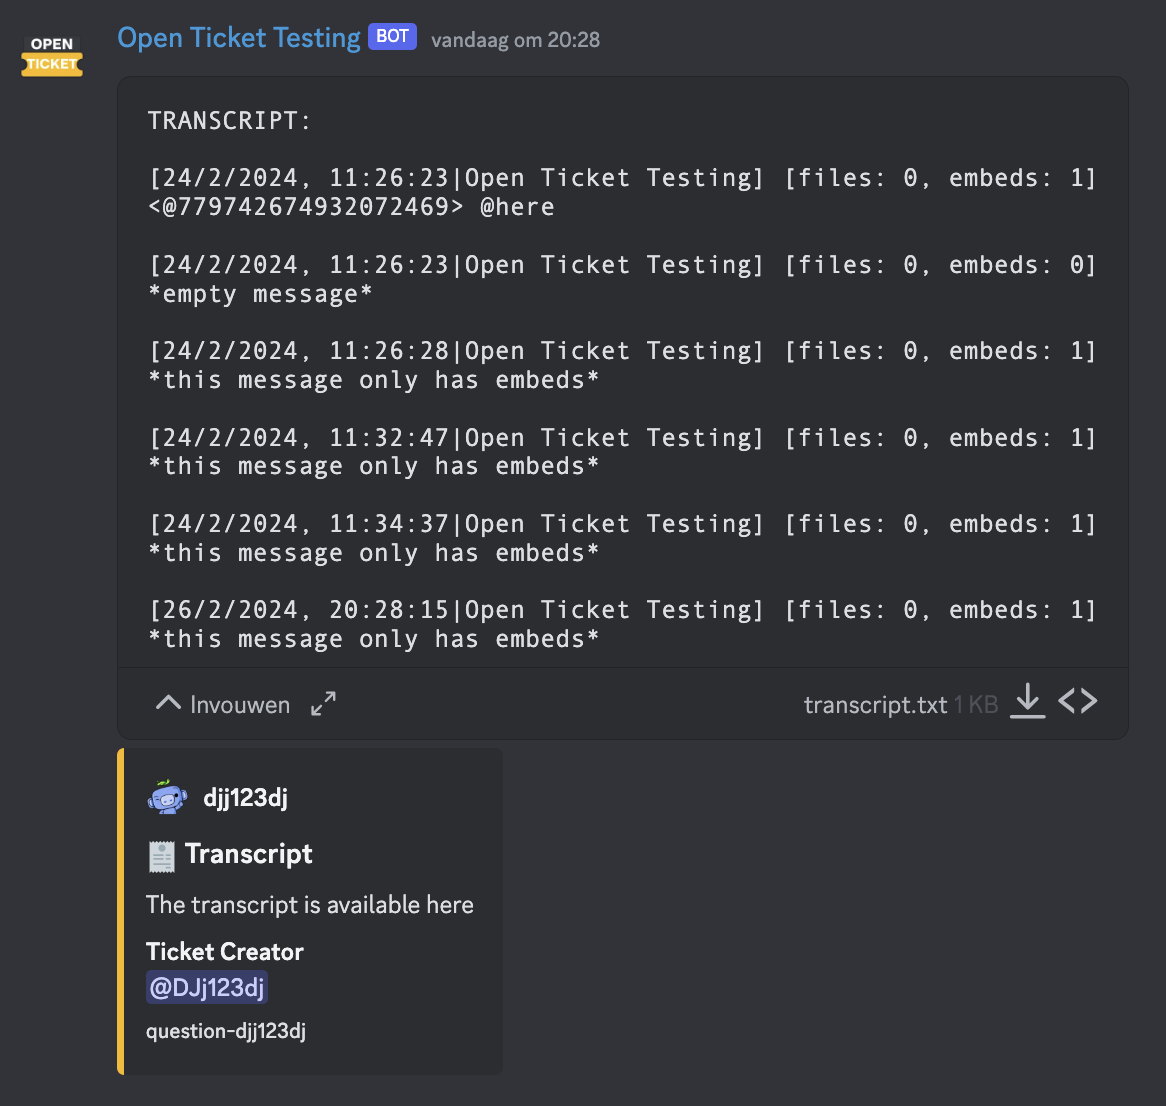 OPEN
TICKET
Open Ticket Testing BOT vandaag om 20:28
TRANSCRIPT:
[24/2/2024, 11:26:23|Open Ticket Testing] [files: 0, embeds: 1]
<@779742674932072469> @here
[24/2/2024, 11:26:23|Open Ticket Testing] [files: 0, embeds: 0]
*empty message*
[24/2/2024, 11:26:28|Open Ticket Testing] [files: 0, embeds: 1]
*this message only has embeds*
[24/2/2024, 11:32:47|Open Ticket Testing] [files: 0, embeds: 1]
*this message only has embeds*
[24/2/2024, 11:34:37|Open Ticket Testing] [files: 0, embeds: 1]
*this message only has embeds*
[26/2/2024, 20:28:15|Open Ticket Testing] [files: 0, embeds: 1]
*this message only has embeds*
Invouwen transcript.txt 1 KB
djj123dj
Transcript
The transcript is available here
Ticket Creator
@DJj123dj
question-djj123dj